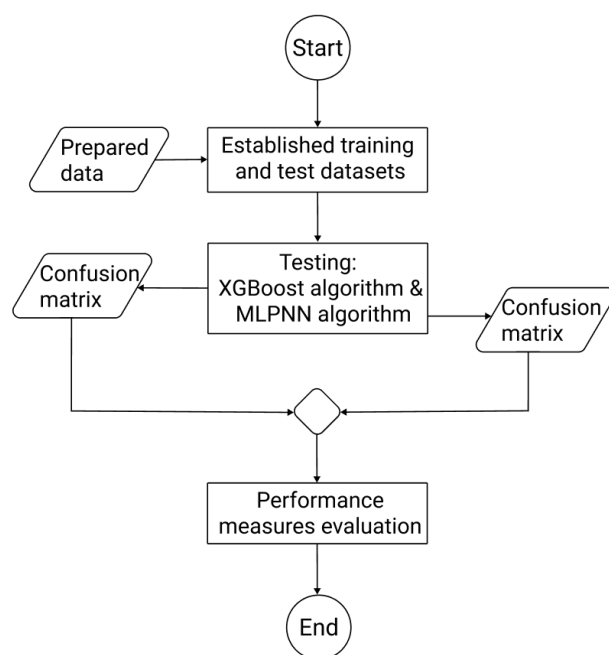 Start
Prepared
data
Established training
and test datasets
Testing:
XGBoost algorithm &
MLPNN algorithm
Confusion
matrix
Confusion
matrix
Performance
measures evaluation
End